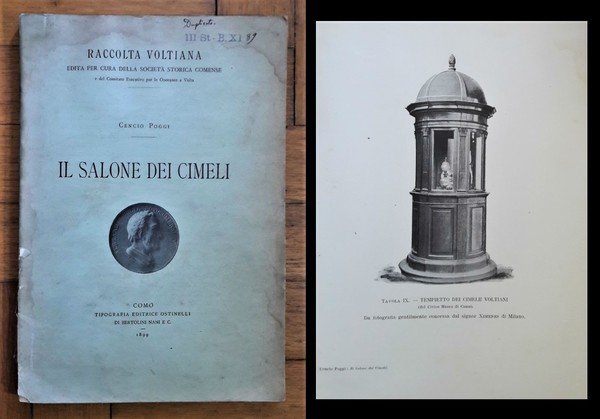 Duplicato.
III St. B. XI 89
RACCOLTA VOLTIANA
EDITA PER CURA DELLA SOCIETÀ STORICA COMENSE
e del Comitato Esecutivo per le Onoranze a Volta
CENCIO POGGI
IL SALONE DEI CIMELI
COMO
TIPOGRAFIA EDITRICE OSTINELLI
DI BERTOLINI NANI E C.
1899
TAVOLA IX. — TEMPIETTO DEI CIMELI VOLTIANI
(del Civico Museo di Como)
Da fotografia gentilmente concessa dal signor XIMENES di Milano.
Cencio Poggi: Il Salone dei Cimeli